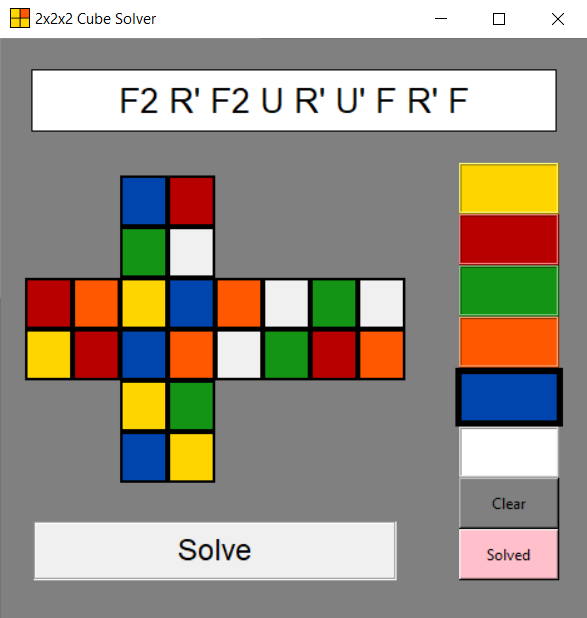 2x2x2 Cube Solver
F2 R' F2 U R' U' F R' F
Clear
Solve
Solved